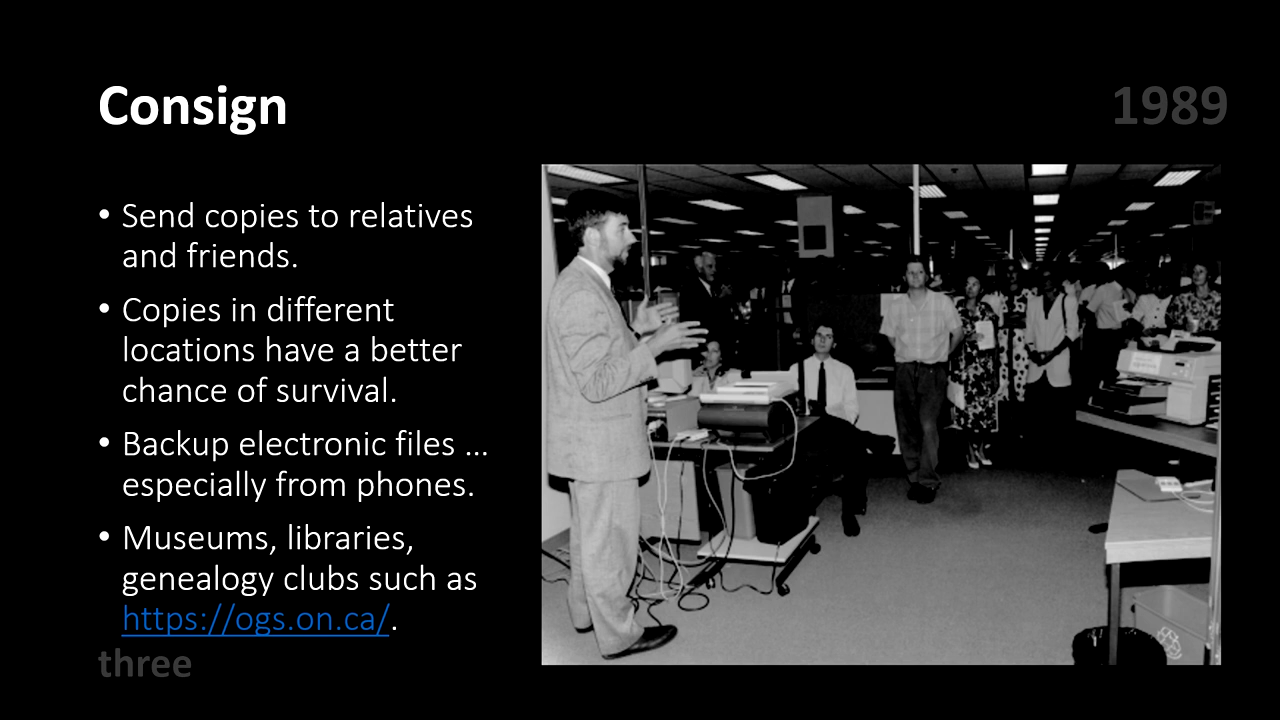 Consign
1989
• Send copies to relatives
and friends.
• Copies in different
locations have a better
chance of survival.
• Backup electronic files …
especially from phones.
• Museums, libraries,
genealogy clubs such as
https://ogs.on.ca/.
three